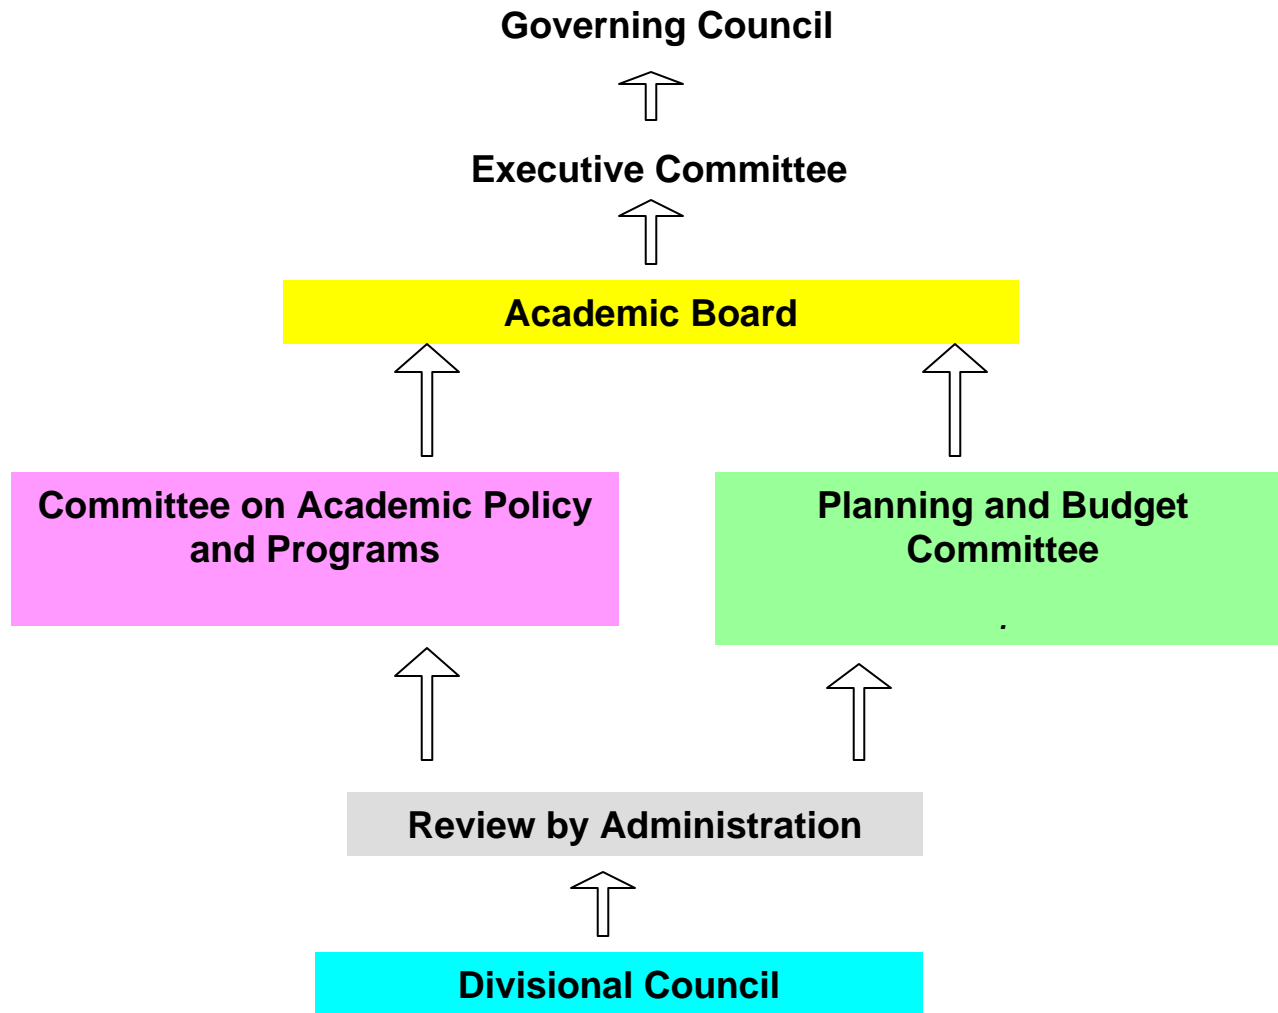 Governing Council
Executive Committee
Academic Board
Committee on Academic Policy
and Programs
Planning and Budget
Committee
.
Review by Administration
Divisional Council